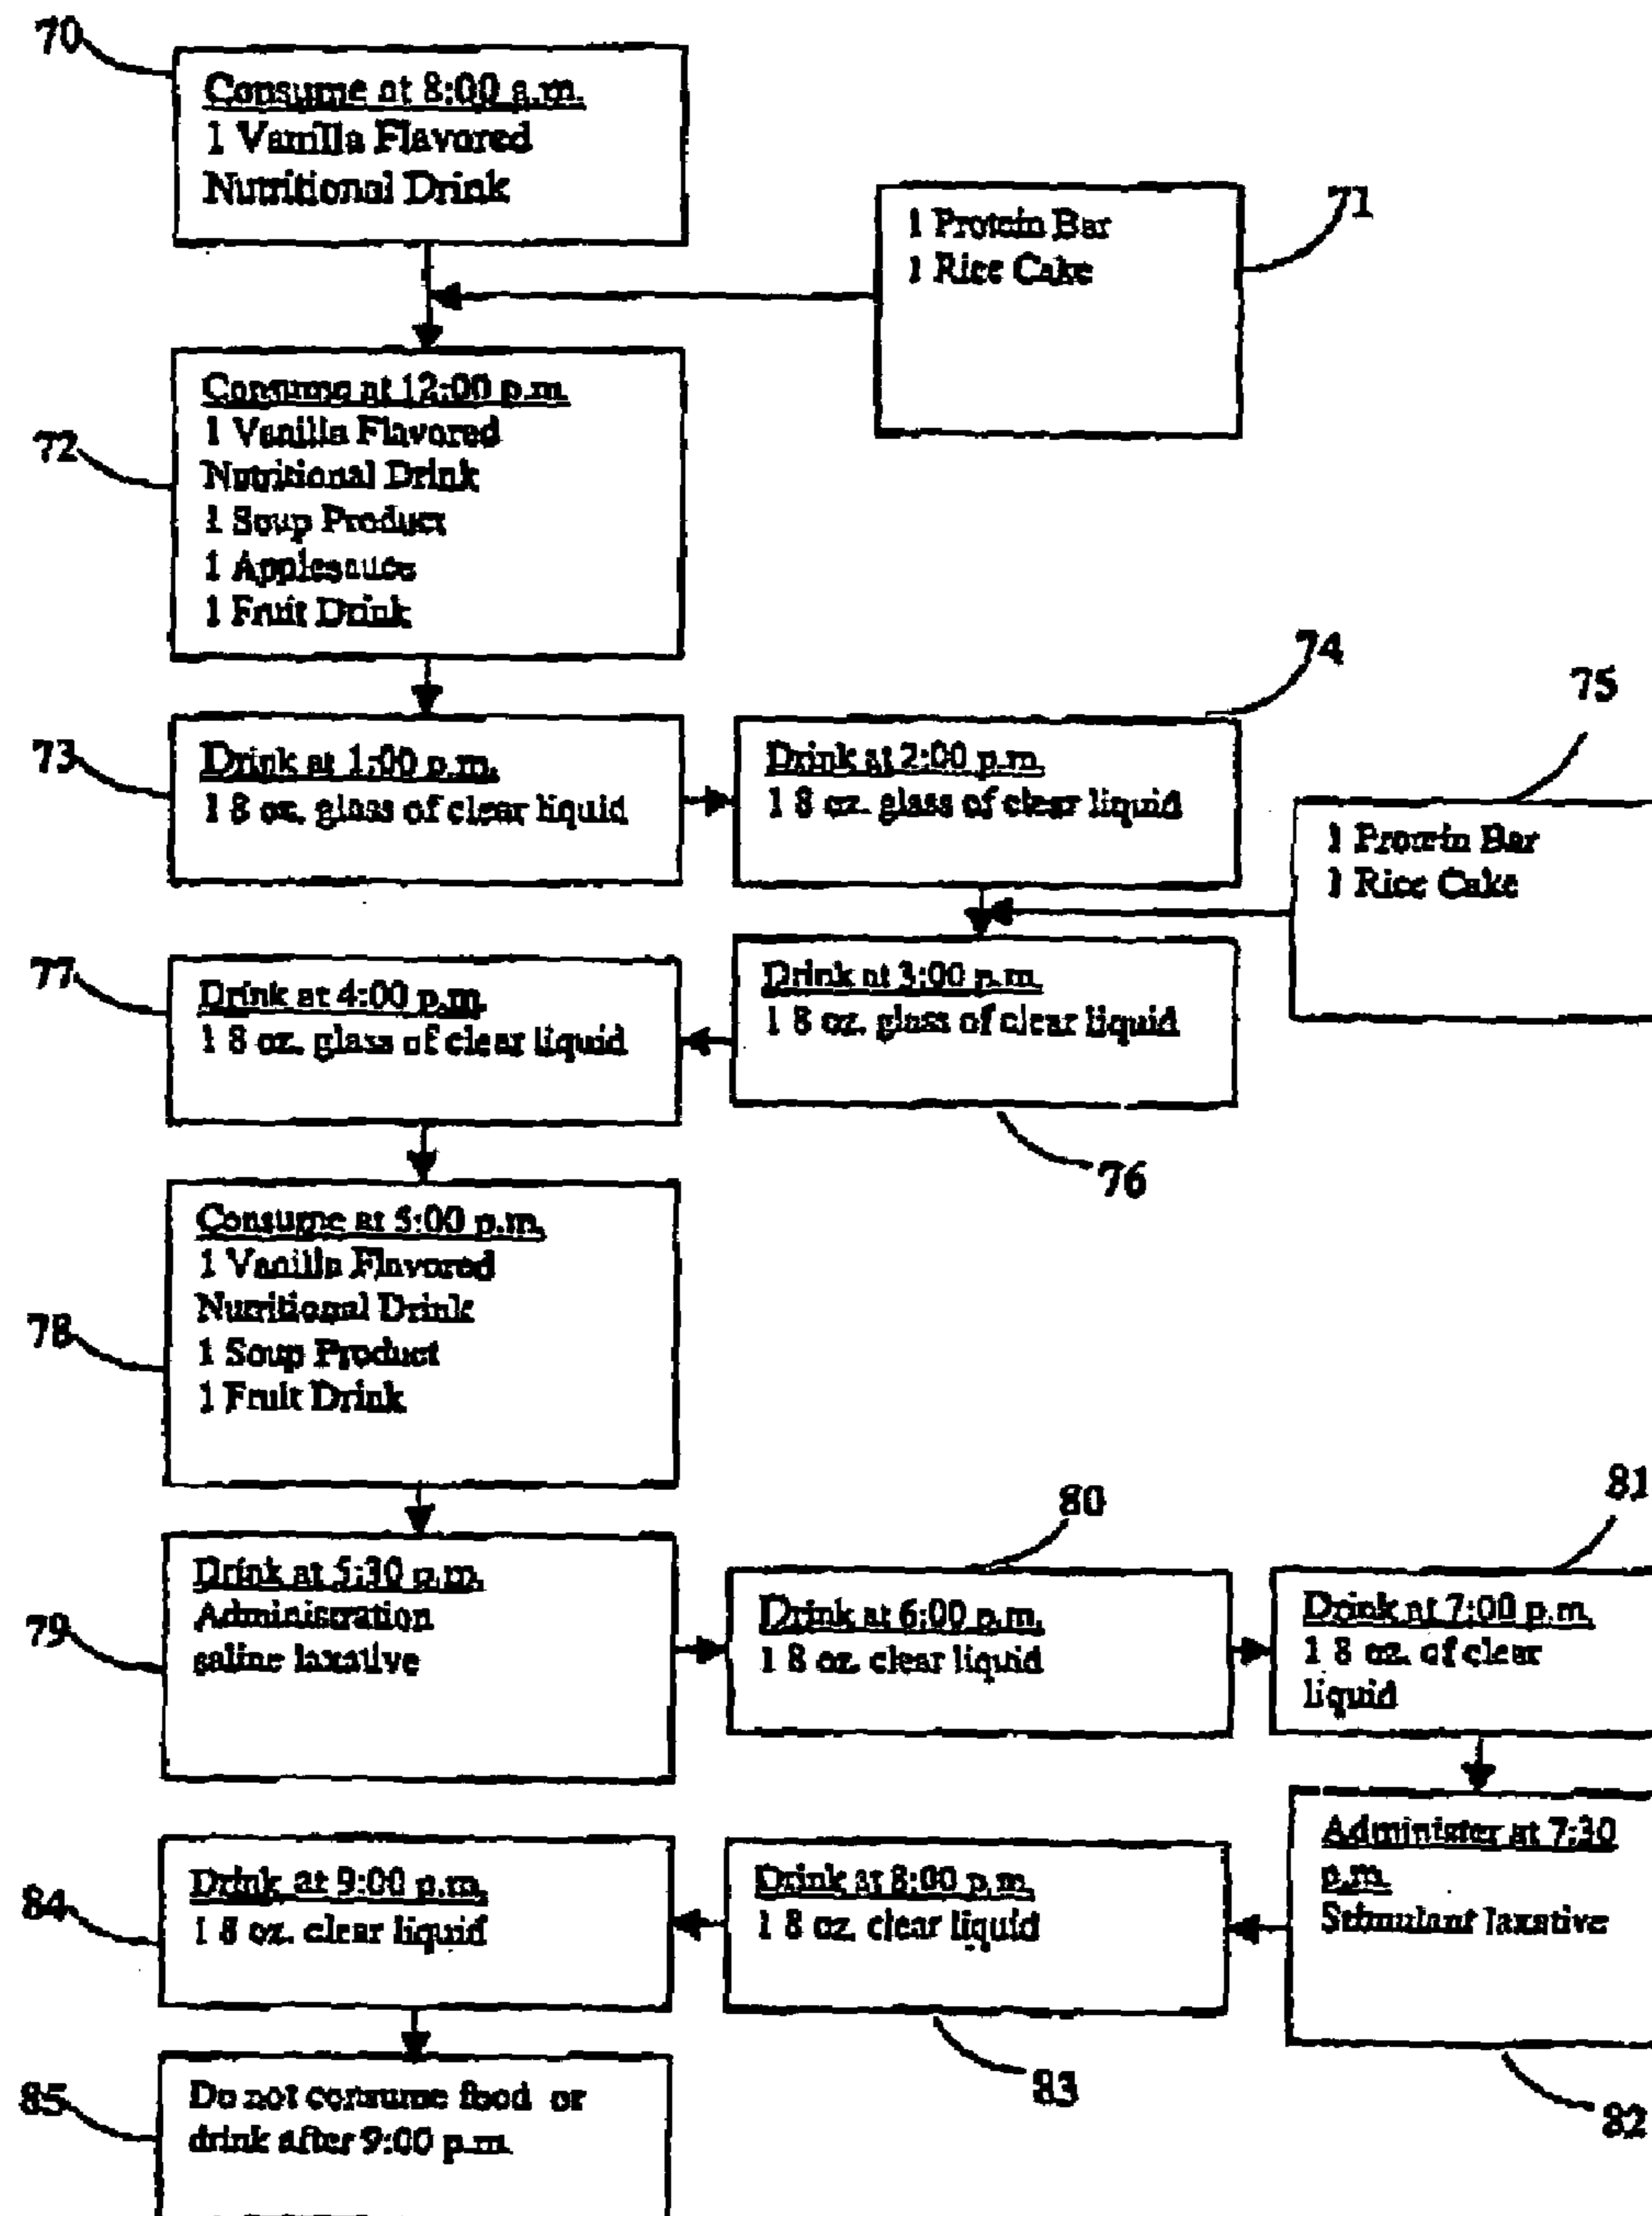 70
Consume at 8:00 a.m.
1 Vanilla Flavored
Nutritional Drink
71
1 Protein Bar
1 Rice Cake
72
Consume at 12:00 p.m.
1 Vanilla Flavored
Nutritional Drink
1 Soup Product
1 Applesauce
1 Fruit Drink
73
Drink at 1:00 p.m.
1 8 oz. glass of clear liquid
74
Drink at 2:00 p.m.
1 8 oz. glass of clear liquid
75
1 Protein Bar
1 Rice Cake
76
Drink at 3:00 p.m.
1 8 oz. glass of clear liquid
77
Drink at 4:00 p.m.
1 8 oz. glass of clear liquid
78
Consume at 5:00 p.m.
1 Vanilla Flavored
Nutritional Drink
1 Soup Product
1 Fruit Drink
79
Drink at 5:30 p.m.
Administration
saline laxative
80
Drink at 6:00 p.m.
1 8 oz. clear liquid
81
Drink at 7:00 p.m.
1 8 oz. of clear
liquid
82
Administer at 7:30
p.m.
Stimulant laxative
83
Drink at 8:00 p.m.
1 8 oz. clear liquid
84
Drink at 9:00 p.m.
1 8 oz. clear liquid
85
Do not consume food or
drink after 9:00 p.m.